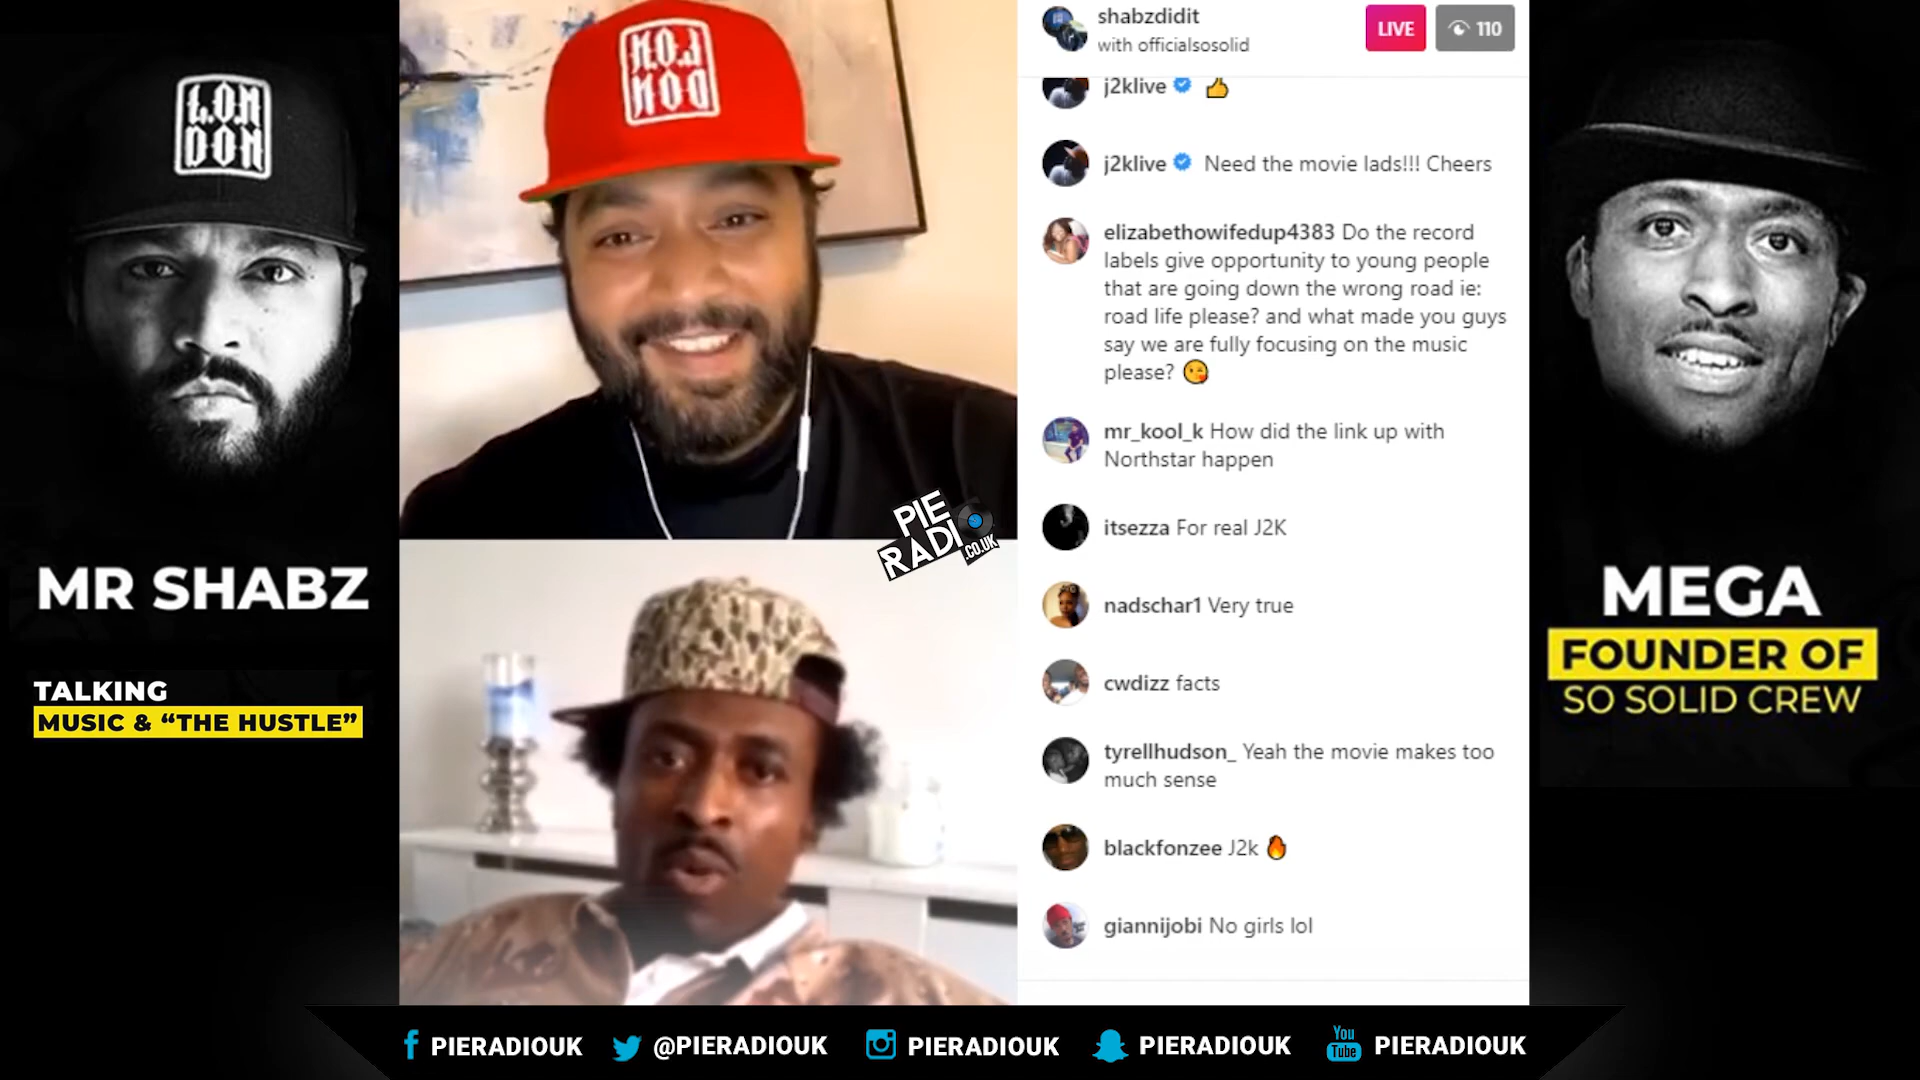 LON
DON
MR SHABZ
TALKING
MUSIC & “THE HUSTLE”
LON
DON
PIE
RADIO
.CO.UK
shabzdidit
with officialsosolid
LIVE
110
j2klive 👍
j2klive Need the movie lads!!! Cheers
elizabethowifedup4383 Do the record
labels give opportunity to young people
that are going down the wrong road ie:
road life please? and what made you guys
say we are fully focusing on the music
please? 😘
mr_kool_k How did the link up with
Northstar happen
itsezza For real J2K
nadschar1 Very true
cwdizz facts
tyrellhudson_ Yeah the movie makes too
much sense
blackfonzee J2k 🔥
giannijobi No girls lol
MEGA
FOUNDER OF
SO SOLID CREW
f PIERADIOUK
@PIERADIOUK
PIERADIOUK
PIERADIOUK
You
Tube
PIERADIOUK